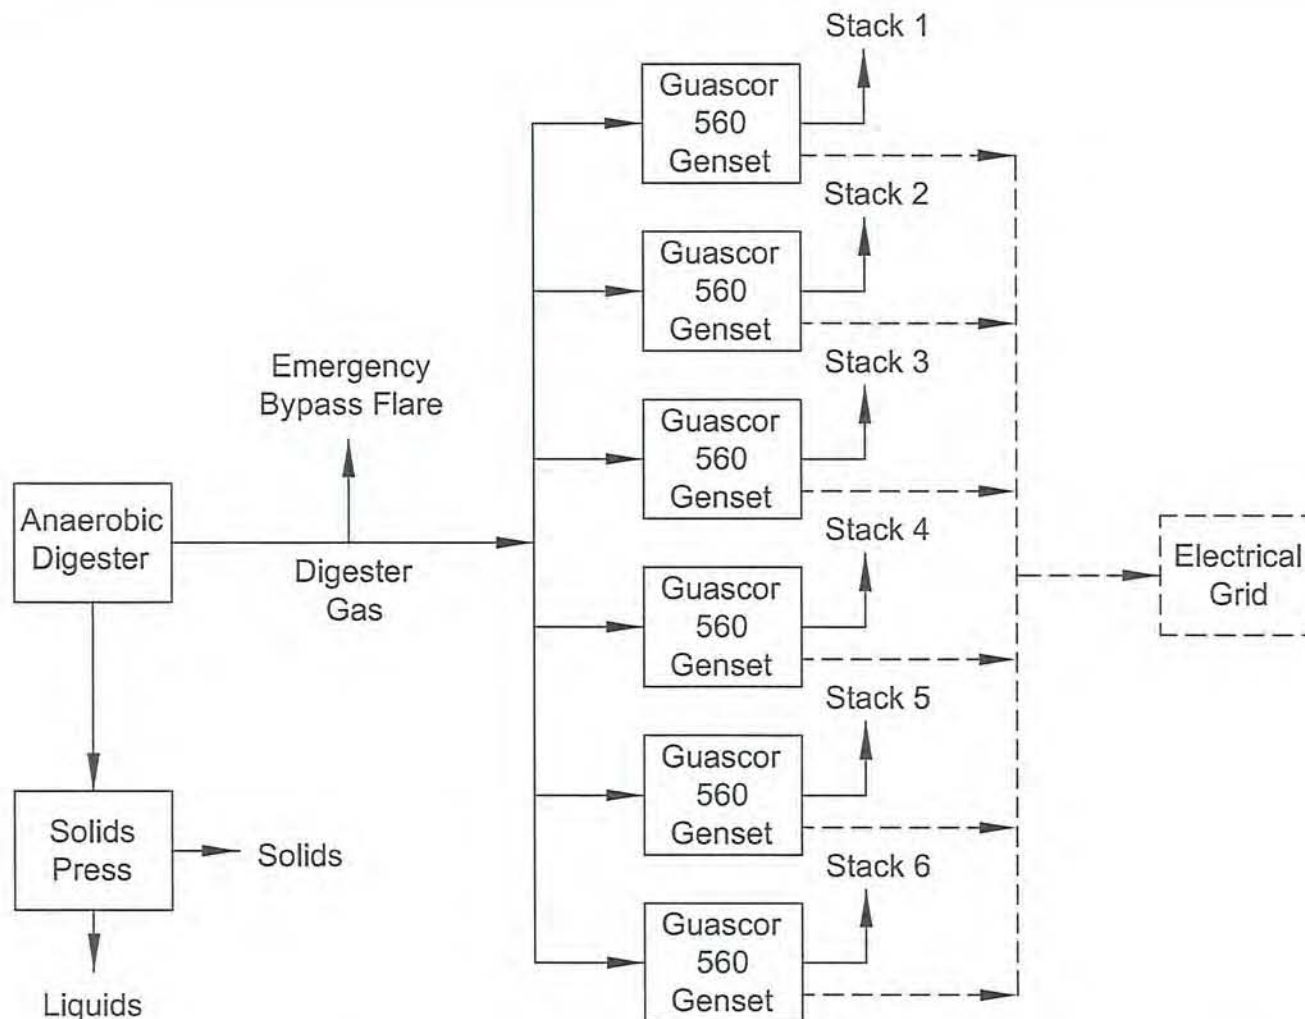 Stack 1
Guascor
560
Genset
Stack 2
Guascor
560
Genset
Stack 3
Emergency
Bypass Flare
Guascor
560
Genset
Anaerobic
Digester
Digester
Gas
Stack 4
Electrical
Grid
Guascor
560
Genset
Stack 5
Guascor
560
Genset
Solids
Press
Solids
Stack 6
Guascor
560
Genset
Liquids